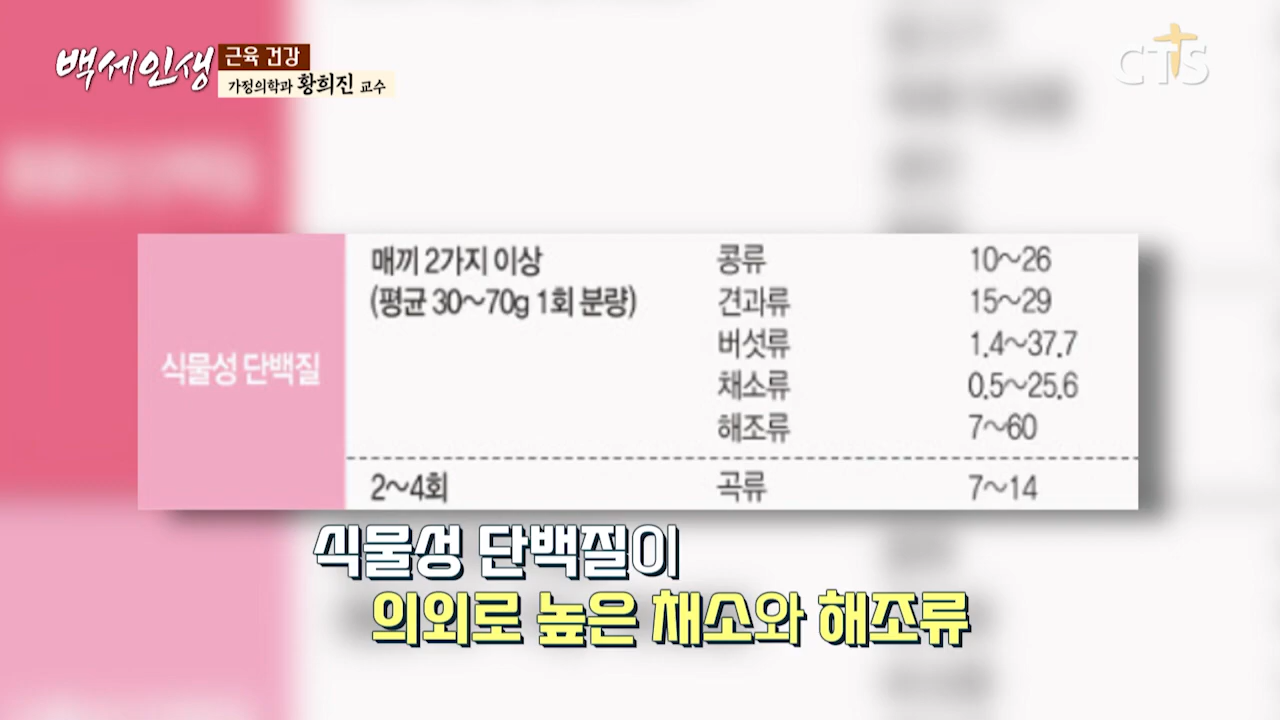 백세인생
근육 건강
가정의학과 황희진 교수
CTS
식물성 단백질
매끼 2가지 이상
(평균 30~70g 1회 분량)
콩류 10~26
견과류 15~29
버섯류 1.4~37.7
채소류 0.5~25.6
해조류 7~60
2~4회 곡류 7~14
식물성 단백질이
의외로 높은 채소와 해조류